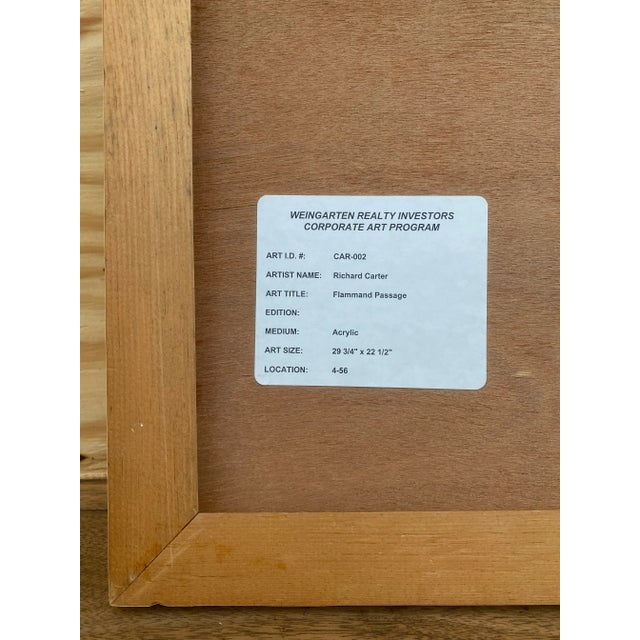 WEINGARTEN REALTY INVESTORS
CORPORATE ART PROGRAM
ART I.D. #: CAR-002
ARTIST NAME: Richard Carter
ART TITLE: Flammand Passage
EDITION:
MEDIUM: Acrylic
ART SIZE: 29 3/4" x 22 1/2"
LOCATION: 4-56